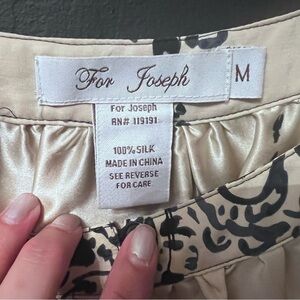 For Joseph
M
For Joseph
RN# 119191
100% SILK
MADE IN CHINA
SEE REVERSE
FOR CARE